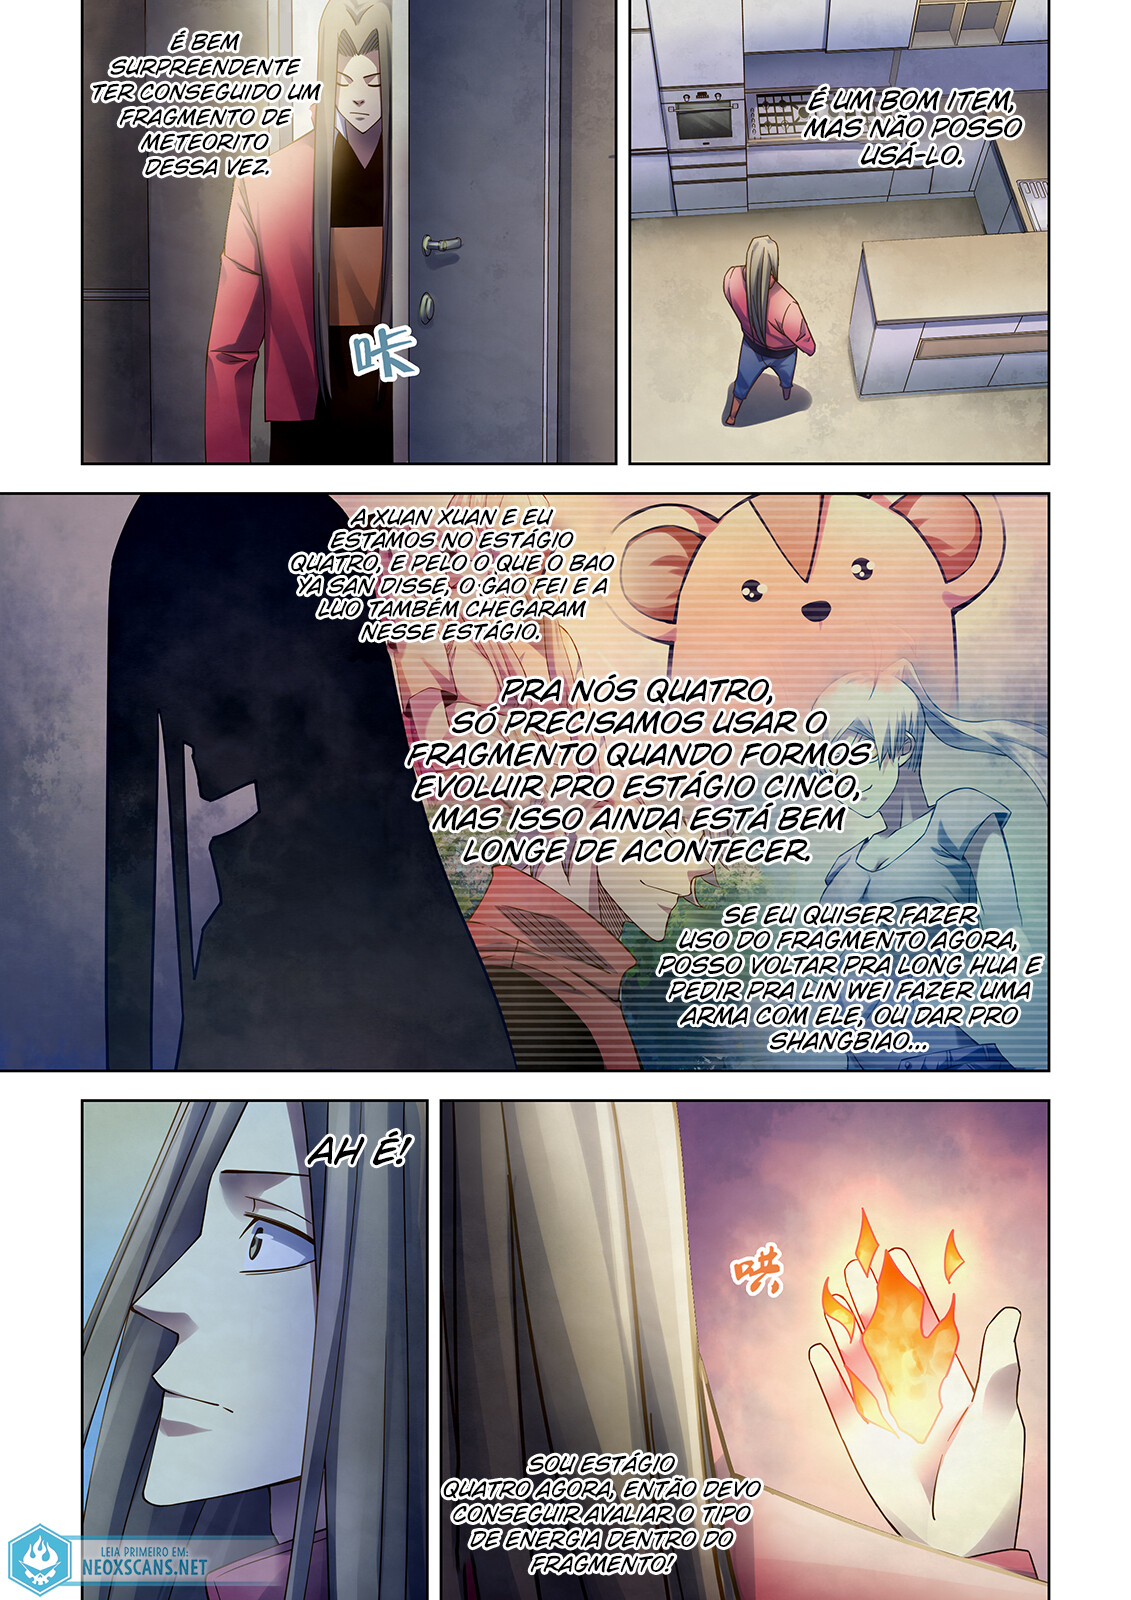 É BEM
SURPREENDENTE
TER CONSEGUIDO UM
FRAGMENTO DE
METEORITO
DESSA VEZ.
咔
É UM BOM ITEM,
MAS NÃO POSSO
USÁ-LO.
A XUAN XUAN E EU
ESTAMOS NO ESTÁGIO
QUATRO, E PELO O QUE O BAO
YA SAN DISSE, O GAO FEI E A
LUO TAMBÉM CHEGARAM
NESSE ESTÁGIO.
PRA NÓS QUATRO,
SÓ PRECISAMOS USAR O
FRAGMENTO QUANDO FORMOS
EVOLUIR PRO ESTÁGIO CINCO,
MAS ISSO AINDA ESTÁ BEM
LONGE DE ACONTECER.
SE EU QUISER FAZER
USO DO FRAGMENTO AGORA,
POSSO VOLTAR PRA LONG HUA E
PEDIR PRA LIN WEI FAZER UMA
ARMA COM ELE, OU DAR PRO
SHANGBIAO...
AH É!
哄
SOU ESTÁGIO
QUATRO AGORA, ENTÃO DEVO
CONSEGUIR AVALIAR O TIPO
DE ENERGIA DENTRO DO
FRAGMENTO!
LEIA PRIMEIRO EM:
NEOXSCANS.NET